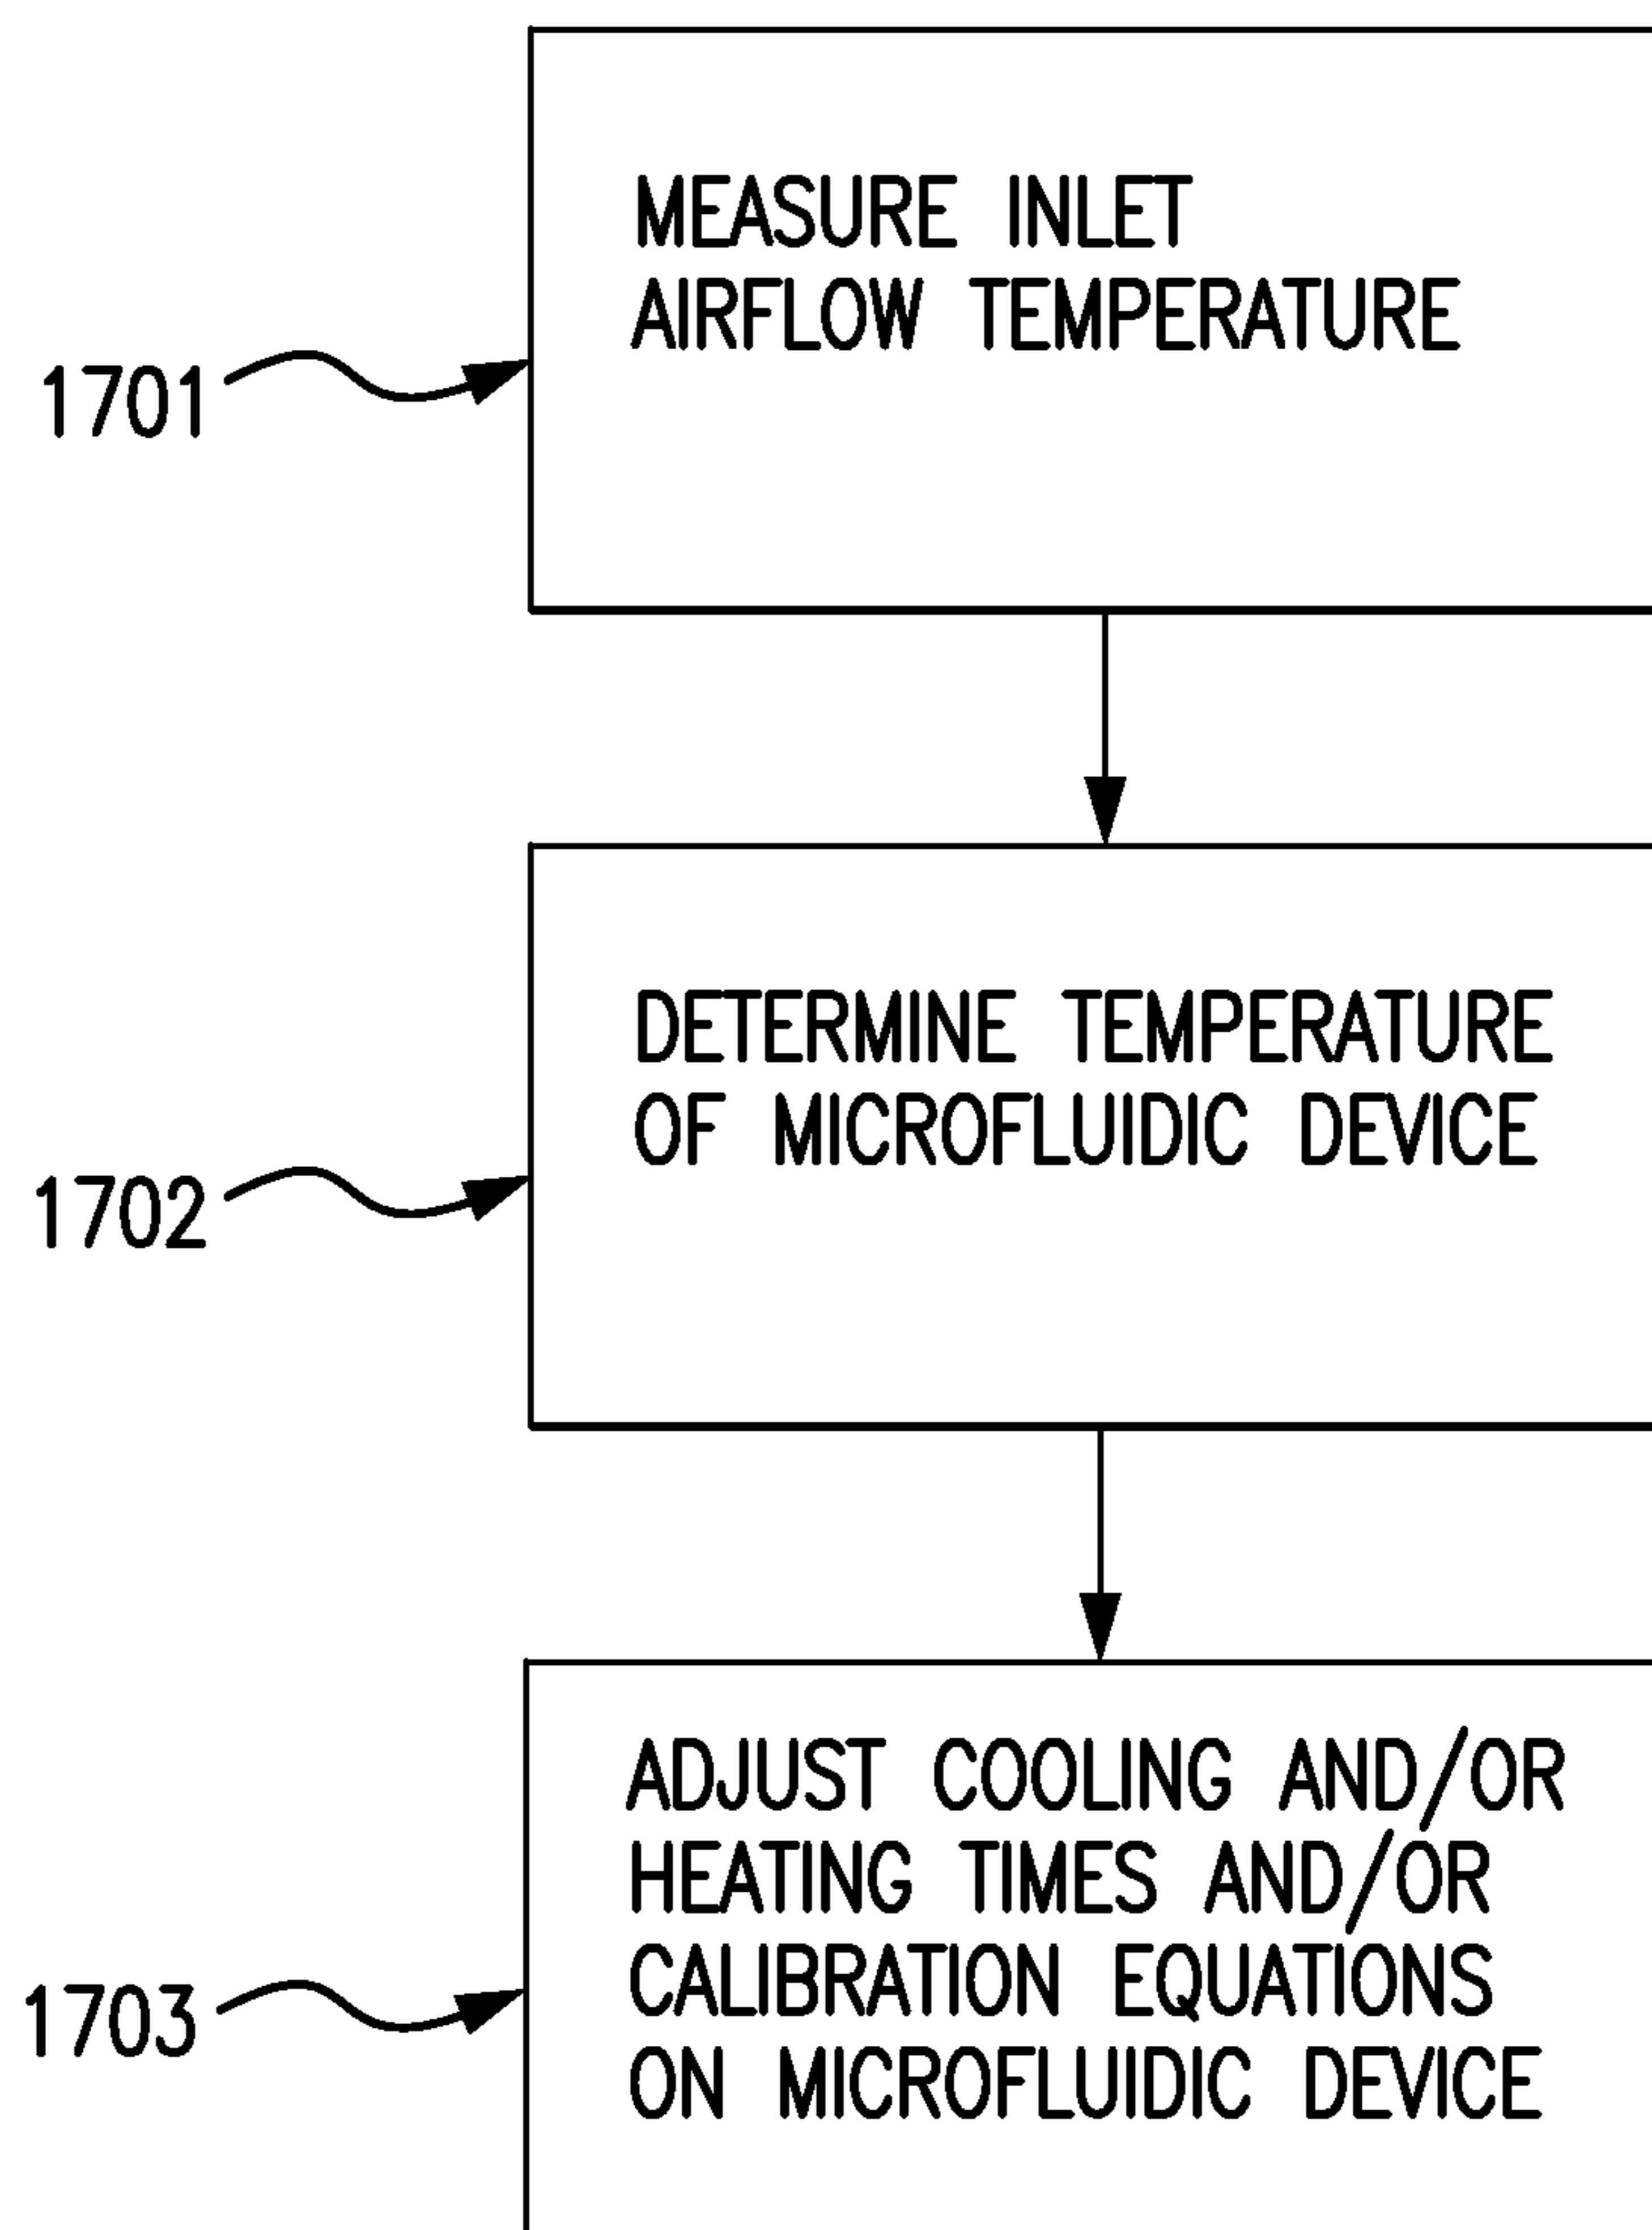 MEASURE INLET
AIRFLOW TEMPERATURE
1701
DETERMINE TEMPERATURE
OF MICROFLUIDIC DEVICE
1702
ADJUST COOLING AND/OR
HEATING TIMES AND/OR
CALIBRATION EQUATIONS
ON MICROFLUIDIC DEVICE
1703